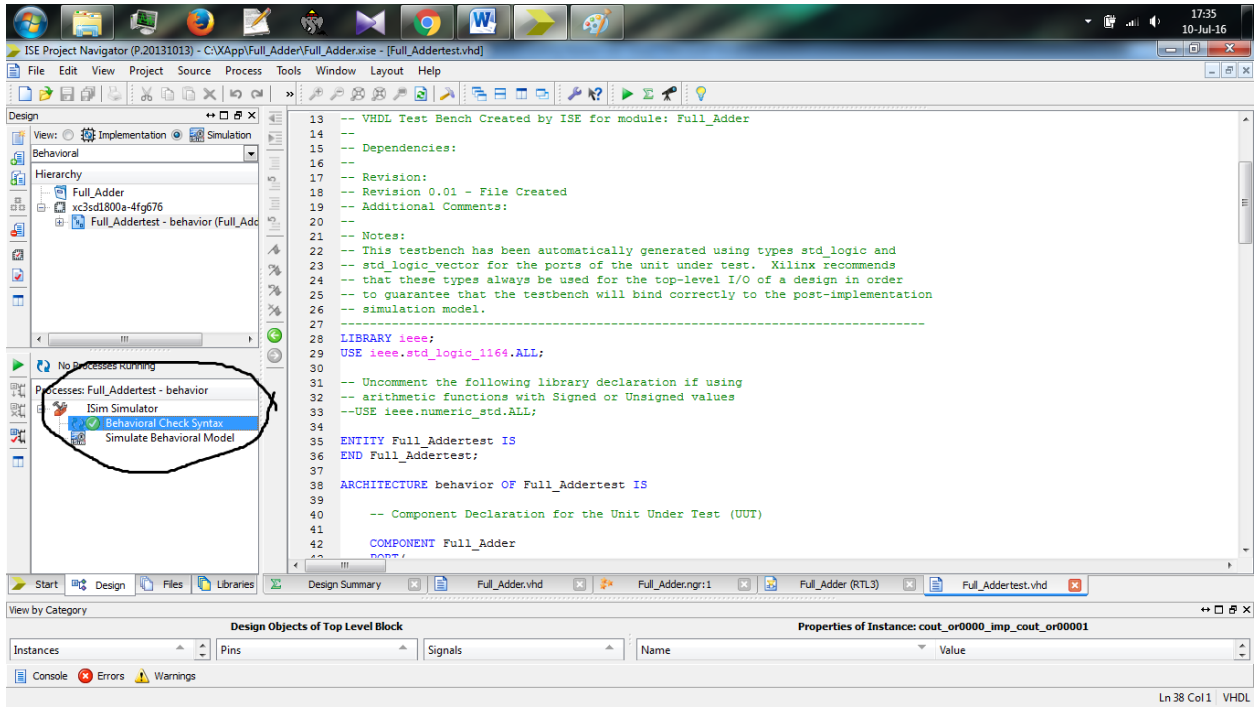 17:35
10-Jul-16
ISE Project Navigator (P.20131013) - C:\XApp\Full_Adder\Full_Adder.xise - [Full_Addertest.vhd]
File Edit View Project Source Process Tools Window Layout Help
Design
View: Implementation Simulation
Behavioral
Hierarchy
Full_Adder
xc3sd1800a-4fg676
Full_Addertest - behavior (Full_Adc
No Processes Running
Processes: Full_Addertest - behavior
ISim Simulator
Behavioral Check Syntax
Simulate Behavioral Model
13 -- VHDL Test Bench Created by ISE for module: Full_Adder
14 --
15 -- Dependencies:
16 --
17 -- Revision:
18 -- Revision 0.01 - File Created
19 -- Additional Comments:
20 --
21 -- Notes:
22 -- This testbench has been automatically generated using types std_logic and
23 -- std_logic_vector for the ports of the unit under test.  Xilinx recommends
24 -- that these types always be used for the top-level I/O of a design in order
25 -- to guarantee that the testbench will bind correctly to the post-implementation
26 -- simulation model.
27 --------------------------------------------------------------------------------
28 LIBRARY ieee;
29 USE ieee.std_logic_1164.ALL;
30
31 -- Uncomment the following library declaration if using
32 -- arithmetic functions with Signed or Unsigned values
33 --USE ieee.numeric_std.ALL;
34
35 ENTITY Full_Addertest IS
36 END Full_Addertest;
37
38 ARCHITECTURE behavior OF Full_Addertest IS
39
40 -- Component Declaration for the Unit Under Test (UUT)
41
42 COMPONENT Full_Adder
43 PORT(
Start Design Files Libraries
Design Summary Full_Adder.vhd Full_Adder.ngr:1 Full_Adder (RTL3) Full_Addertest.vhd
View by Category
Design Objects of Top Level Block Properties of Instance: cout_or0000_imp_cout_or00001
Instances Pins Signals Name Value
Console Errors Warnings
Ln 38 Col 1 VHDL